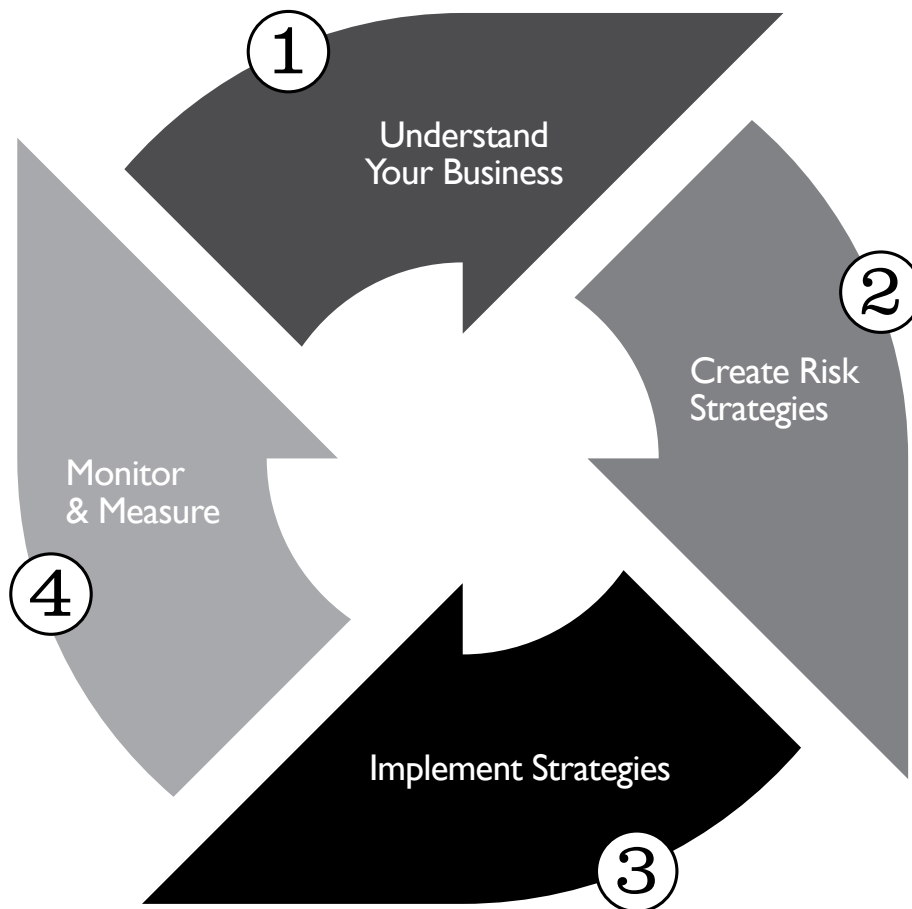 1
Understand
Your Business
2
Create Risk
Strategies
3
Implement Strategies
4
Monitor
& Measure